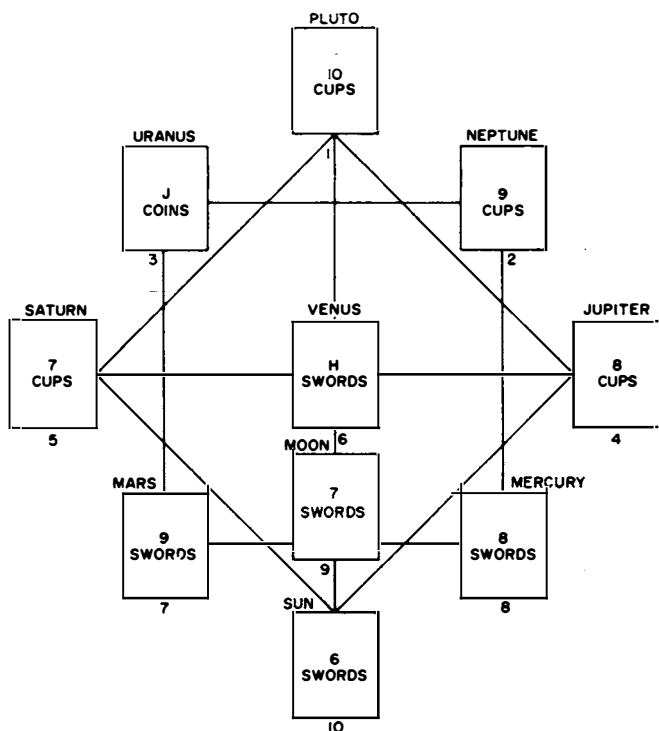 PLUTO
10
CUPS
1
URANUS
J
COINS
3
NEPTUNE
9
CUPS
2
SATURN
7
CUPS
5
VENUS
H
SWORDS
6
JUPITER
8
CUPS
4
MOON
7
SWORDS
9
MARS
9
SWORDS
7
MERCURY
8
SWORDS
8
SUN
6
SWORDS
10